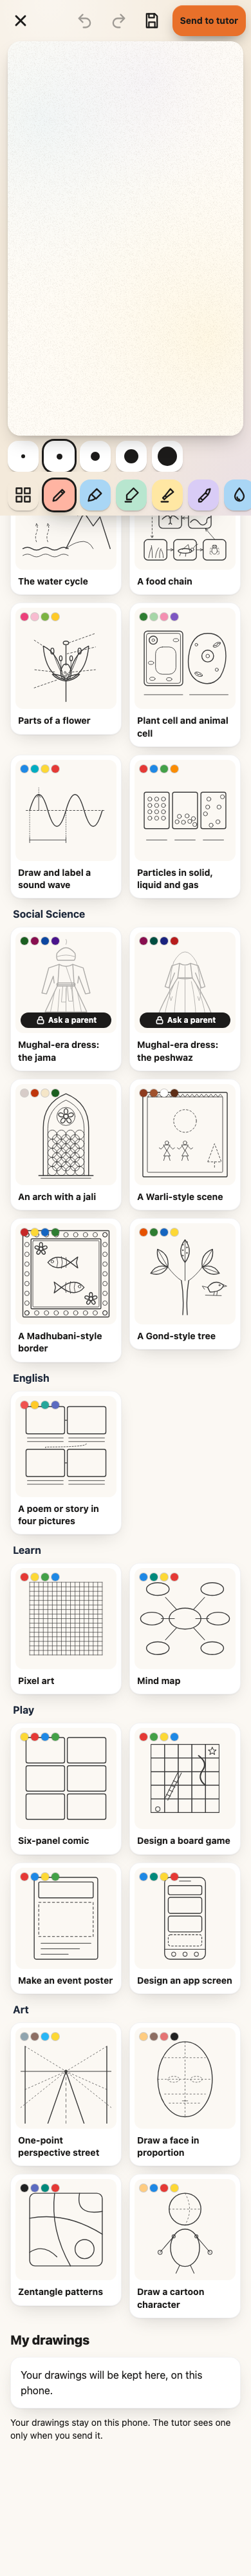 Send to tutor
The water cycle
A food chain
Parts of a flower
Plant cell and animal
cell
Draw and label a
sound wave
Particles in solid,
liquid and gas
Social Science
Ask a parent
Mughal-era dress:
the jama
Ask a parent
Mughal-era dress:
the peshwaz
An arch with a jali
A Warli-style scene
A Madhubani-style
border
A Gond-style tree
English
A poem or story in
four pictures
Learn
Pixel art
Mind map
Play
Six-panel comic
Design a board game
Make an event poster
Design an app screen
Art
One-point
perspective street
Draw a face in
proportion
Zentangle patterns
Draw a cartoon
character
My drawings
Your drawings will be kept here, on this
phone.
Your drawings stay on this phone. The tutor sees one
only when you send it.